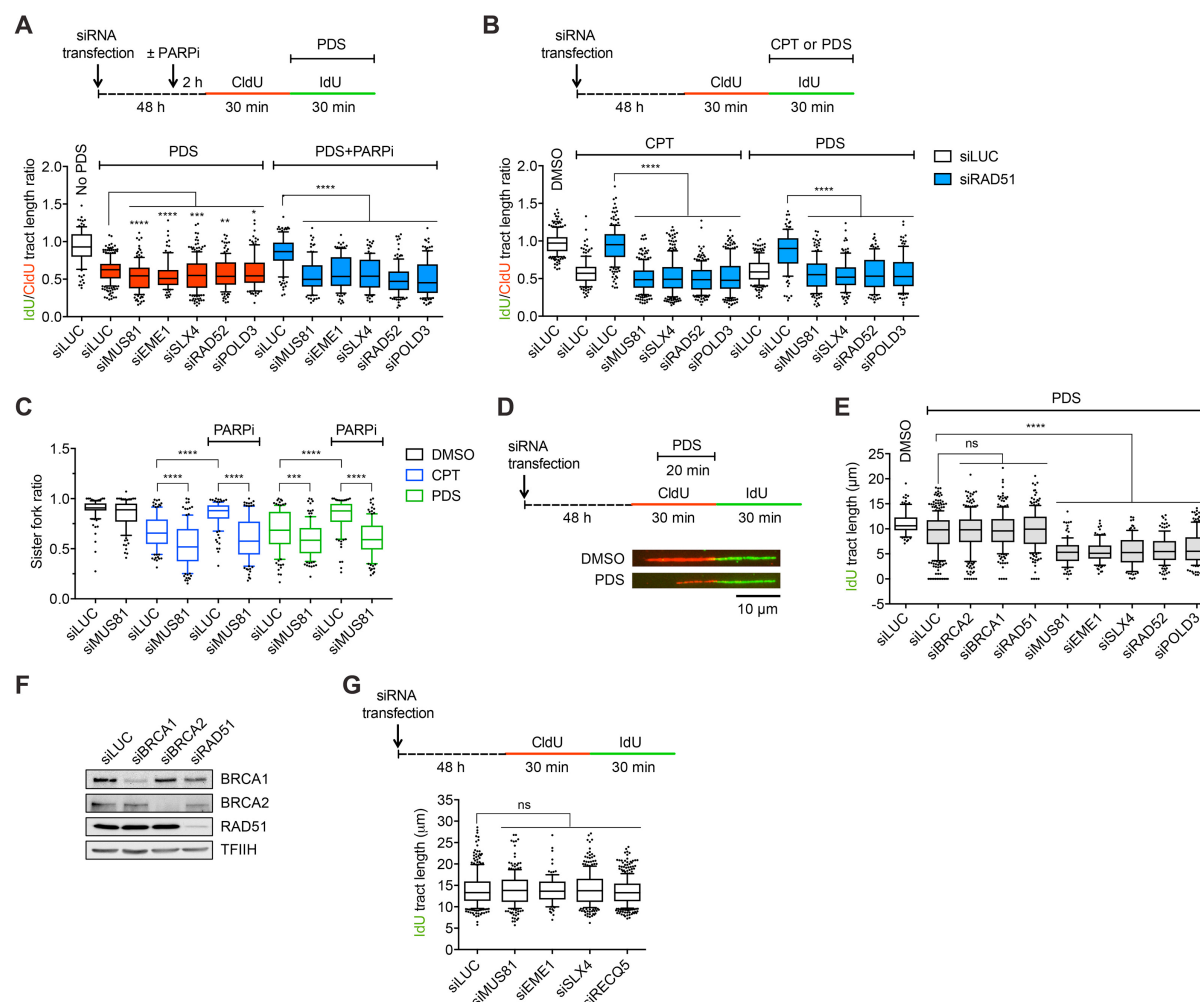 A
siRNA
transfection
± PARPi
2 h
PDS
CldU
IdU
48 h
30 min
30 min
IdU/CldU tract length ratio
2.0
1.5
1.0
0.5
0.0
No PDS
PDS
PDS+PARPi
****
****
***
**
*
****
siLUC
siLUC
siMUS81
siEME1
siSLX4
siRAD52
siPOLD3
siLUC
siMUS81
siEME1
siSLX4
siRAD52
siPOLD3
B
siRNA
transfection
CPT or PDS
CldU
IdU
48 h
30 min
30 min
IdU/CldU tract length ratio
2.0
1.5
1.0
0.5
0.0
DMSO
CPT
PDS
****
****
siLUC
siRAD51
siLUC
siLUC
siLUC
siMUS81
siSLX4
siRAD52
siPOLD3
siLUC
siLUC
siMUS81
siSLX4
siRAD52
siPOLD3
C
Sister fork ratio
1.5
1.0
0.5
0.0
PARPi
PARPi
****
****
****
****
****
***
DMSO
CPT
PDS
siLUC
siMUS81
siLUC
siMUS81
siLUC
siMUS81
siLUC
siMUS81
siLUC
siMUS81
D
siRNA
transfection
PDS
20 min
CldU
IdU
48 h
30 min
30 min
DMSO
PDS
10 µm
E
IdU tract length (µm)
25
20
15
10
5
0
-5
DMSO
PDS
****
ns
siLUC
siLUC
siBRCA2
siBRCA1
siRAD51
siMUS81
siEME1
siSLX4
siRAD52
siPOLD3
F
siLUC
siBRCA1
siBRCA2
siRAD51
BRCA1
BRCA2
RAD51
TFIIH
G
siRNA
transfection
CldU
IdU
48 h
30 min
30 min
IdU tract length (µm)
35
30
25
20
15
10
5
0
ns
siLUC
siMUS81
siEME1
siSLX4
siRECQ5